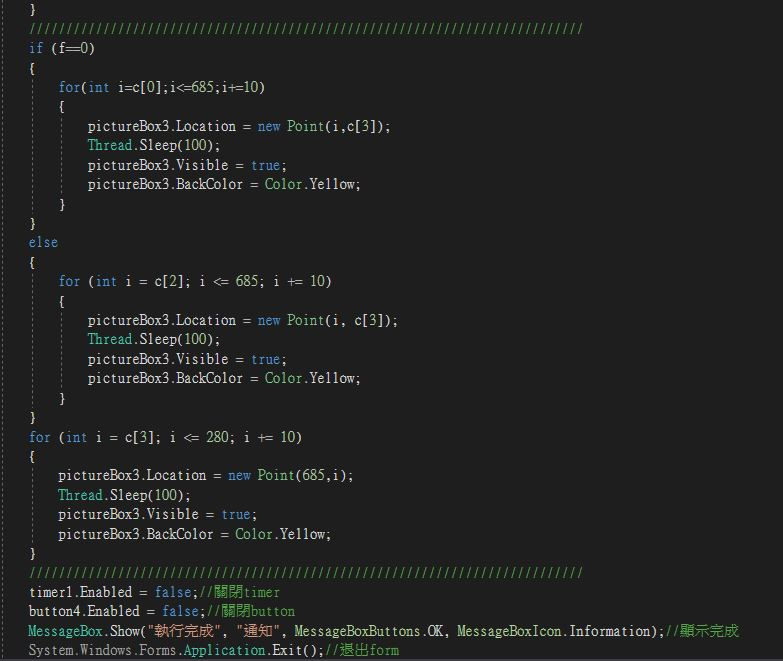 }
///////////////////////////////////////////////////////////////////////////
if (f==0)
{
for(int i=c[0];i<=685;i+=10)
{
pictureBox3.Location = new Point(i,c[3]);
Thread.Sleep(100);
pictureBox3.Visible = true;
pictureBox3.BackColor = Color.Yellow;
}
}
else
{
for (int i = c[2]; i <= 685; i += 10)
{
pictureBox3.Location = new Point(i, c[3]);
Thread.Sleep(100);
pictureBox3.Visible = true;
pictureBox3.BackColor = Color.Yellow;
}
}
for (int i = c[3]; i <= 280; i += 10)
{
pictureBox3.Location = new Point(685,i);
Thread.Sleep(100);
pictureBox3.Visible = true;
pictureBox3.BackColor = Color.Yellow;
}
///////////////////////////////////////////////////////////////////////////
timer1.Enabled = false;//關閉timer
button4.Enabled = false;//關閉button
MessageBox.Show("執行完成", "通知", MessageBoxButtons.OK, MessageBoxIcon.Information);//顯示完成
System.Windows.Forms.Application.Exit();//退出form